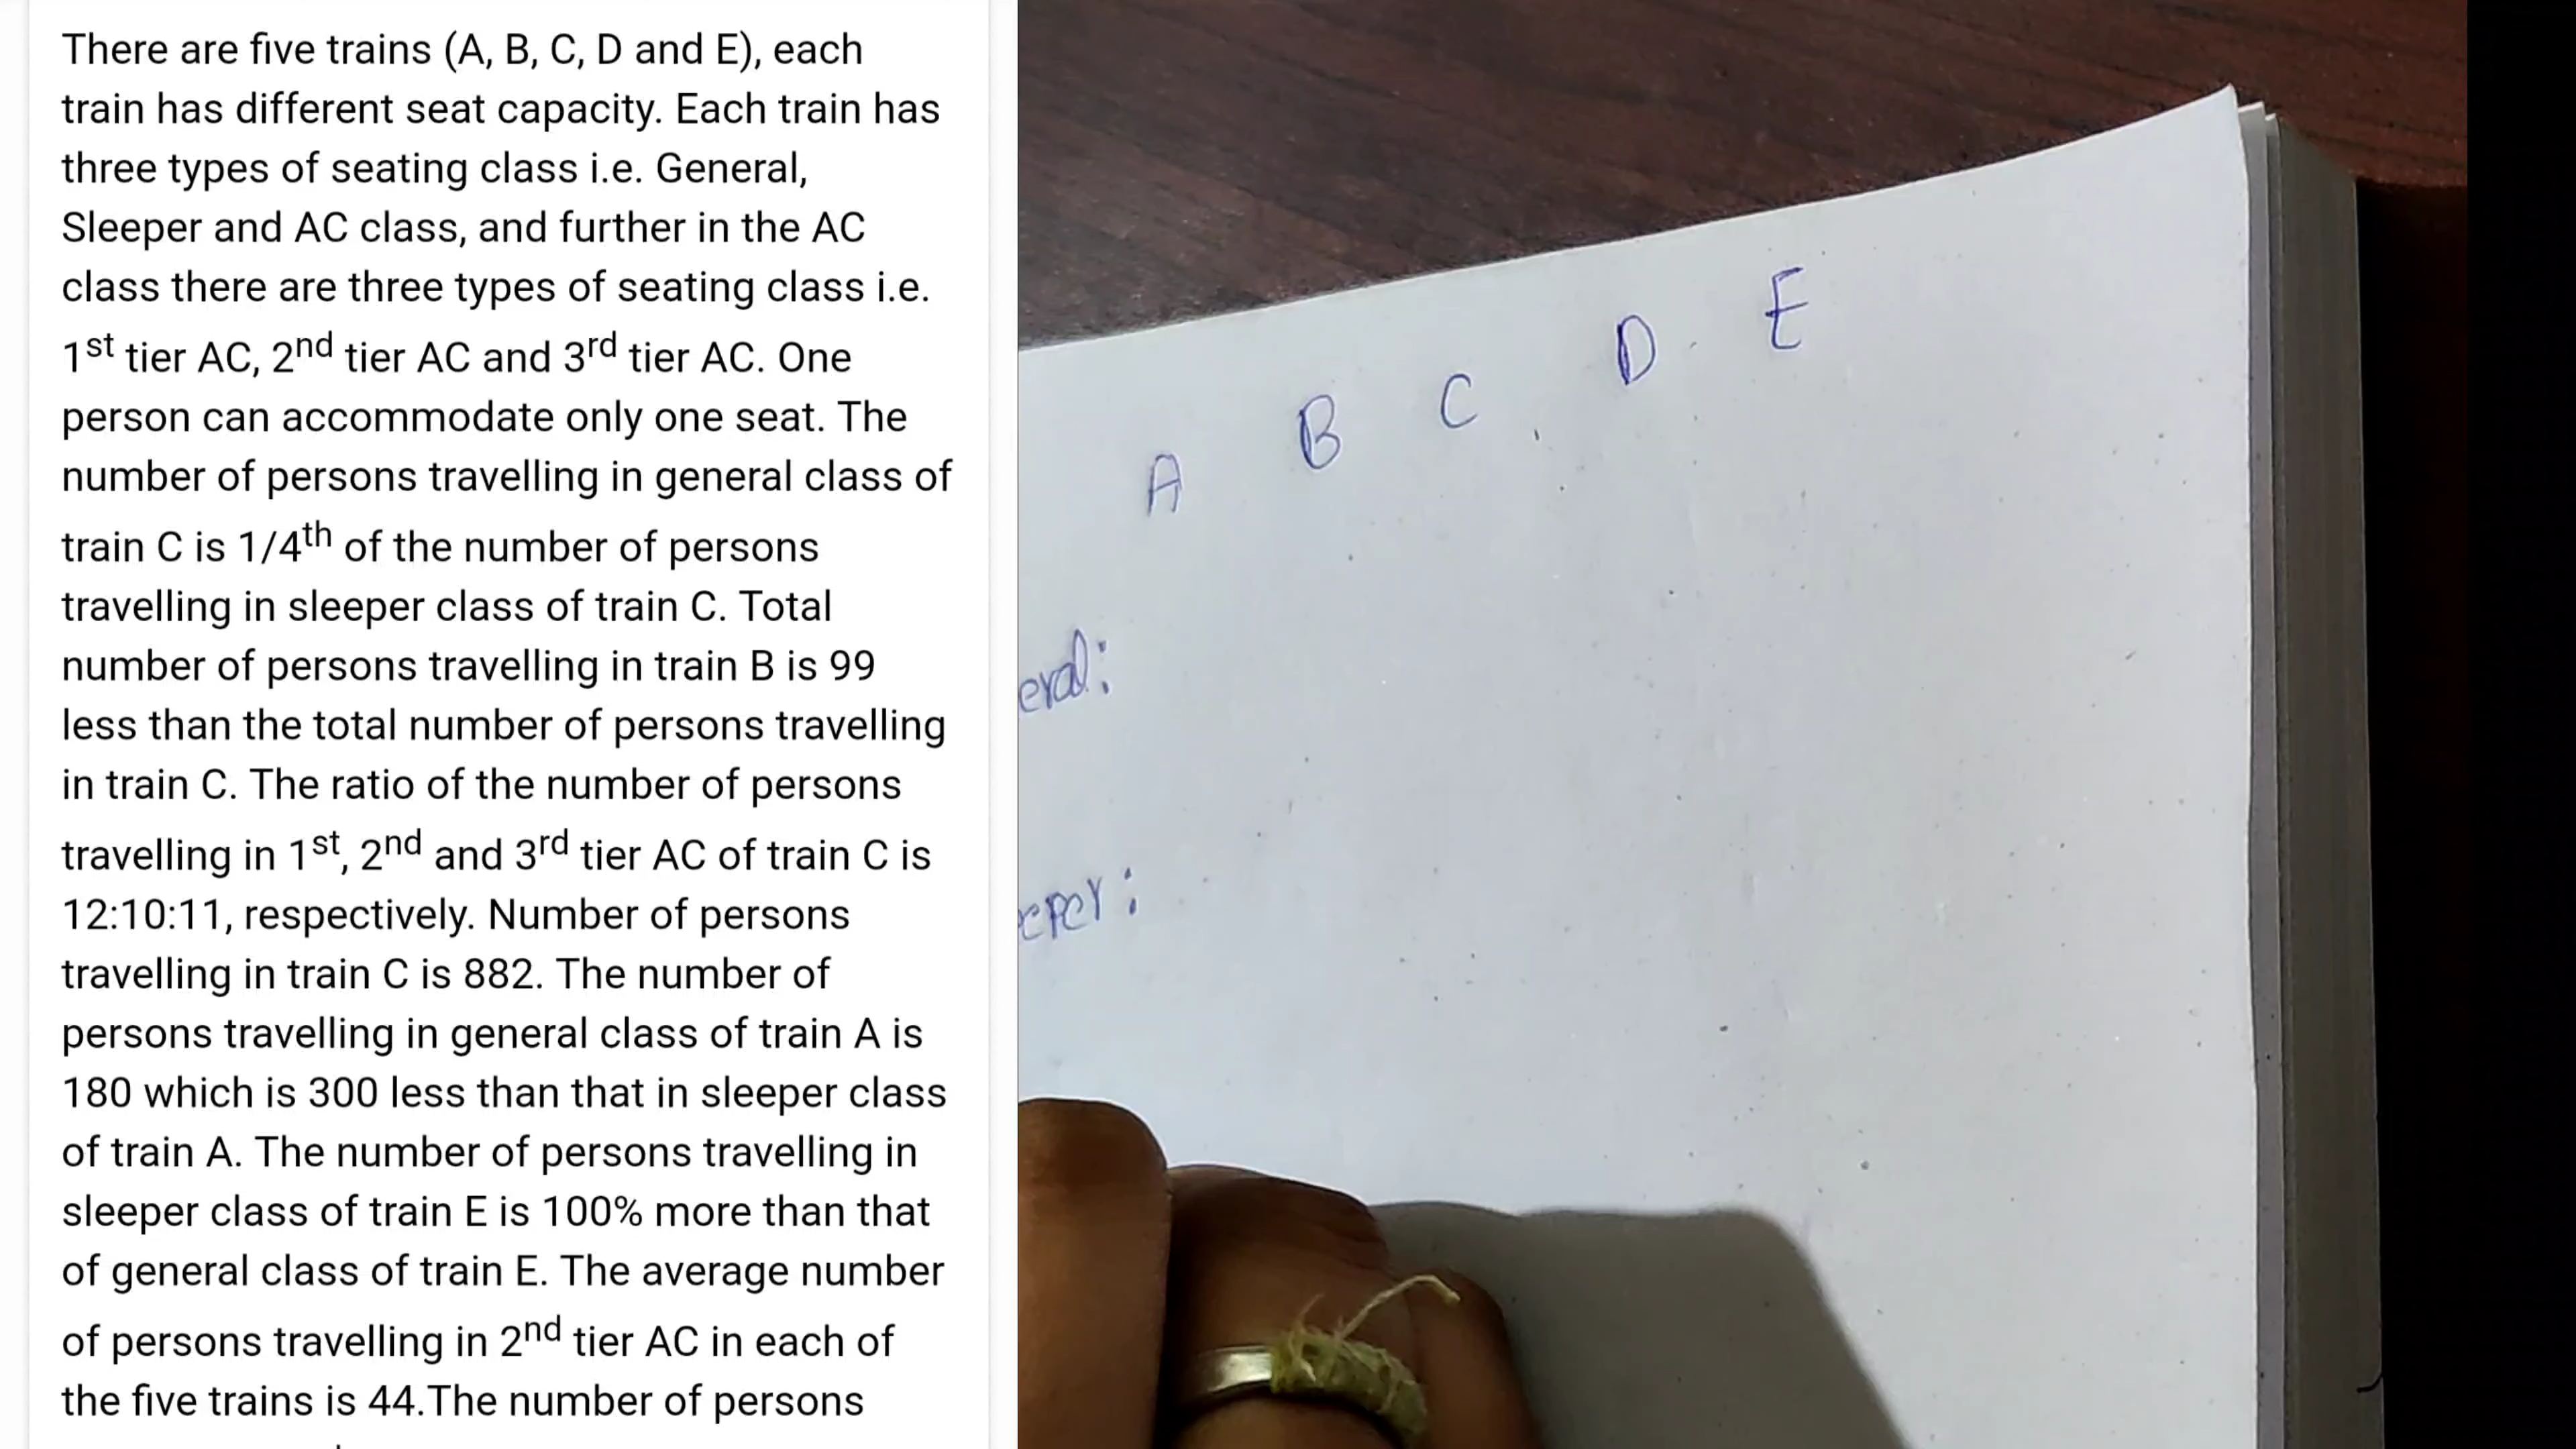 There are five trains (A, B, C, D and E), each
train has different seat capacity. Each train has
three types of seating class i.e. General,
Sleeper and AC class, and further in the AC
class there are three types of seating class i.e.
1st tier AC, 2nd tier AC and 3rd tier AC. One
person can accommodate only one seat. The
number of persons travelling in general class of
train C is 1/4th of the number of persons
travelling in sleeper class of train C. Total
number of persons travelling in train B is 99
less than the total number of persons travelling
in train C. The ratio of the number of persons
travelling in 1st, 2nd and 3rd tier AC of train C is
12:10:11, respectively. Number of persons
travelling in train C is 882. The number of
persons travelling in general class of train A is
180 which is 300 less than that in sleeper class
of train A. The number of persons travelling in
sleeper class of train E is 100% more than that
of general class of train E. The average number
of persons travelling in 2nd tier AC in each of
the five trains is 44.The number of persons
A B C D E
eral:
eper: